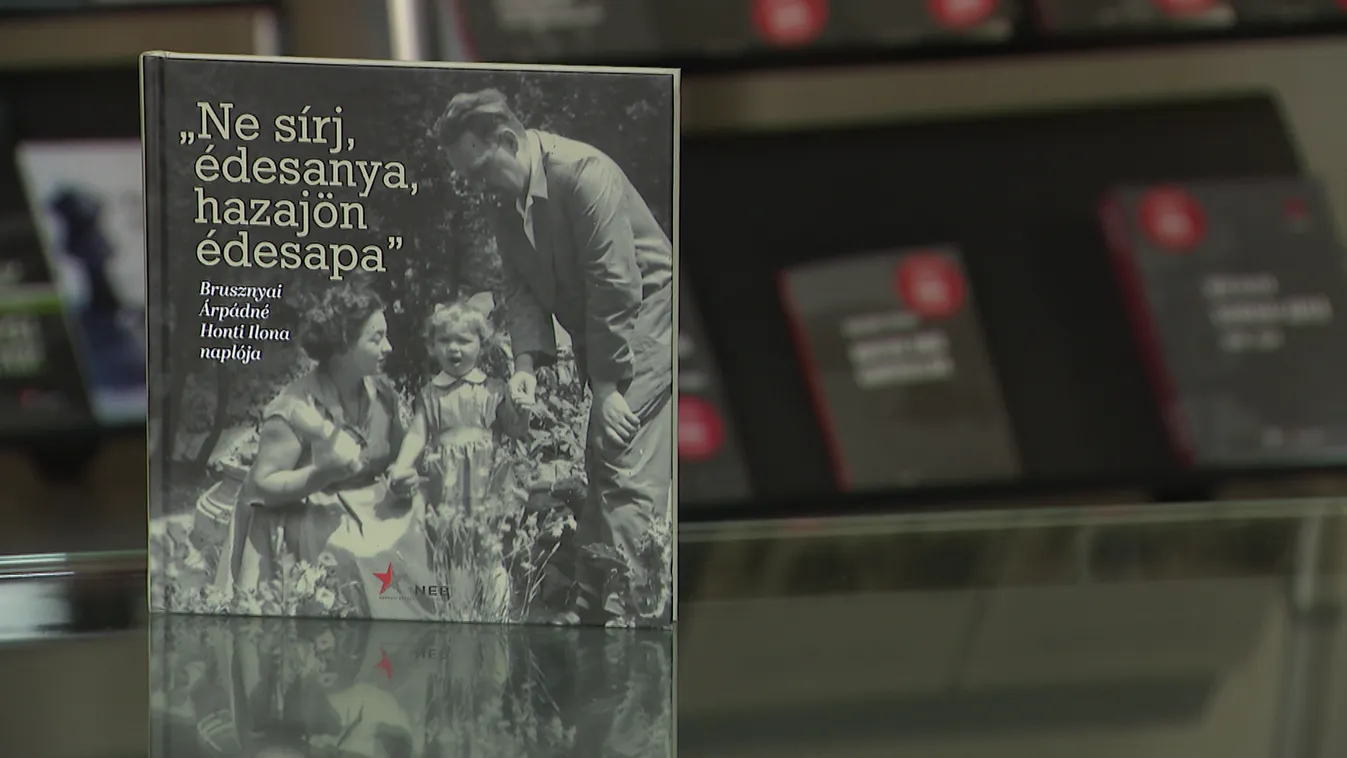 „Ne sírj,
édesanya,
hazajön
édesapa”
Brusznyai
Árpádné
Honti Ilona
naplója
NEB